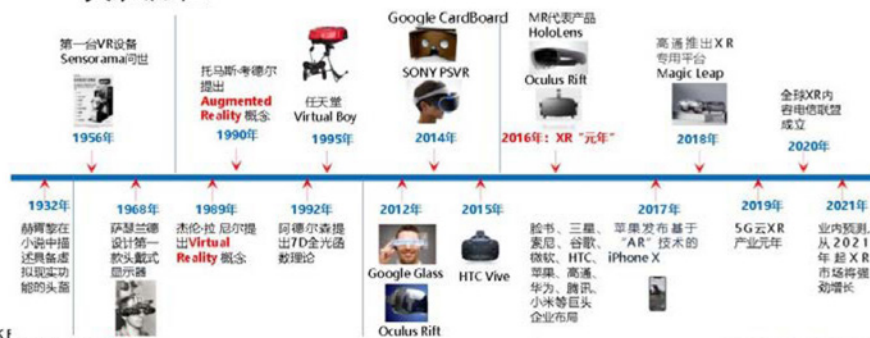 第一台VR设备
Sensorama问世
1956年
托马斯·考德尔
提出
Augmented
Reality 概念
1990年
任天堂
Virtual Boy
1995年
Google CardBoard
SONY PSVR
2014年
MR代表产品
HoloLens
Oculus Rift
2016年：XR“元年”
高通推出XR
专用平台
Magic Leap
2018年
全球XR内
容电信联盟
成立
2020年
1932年
赫胥黎在
小说中描
述具备虚
拟现实功
能的头盔
1968年
萨瑟兰德
设计第一
款头戴式
显示器
1989年
杰伦·拉尼尔提
出Virtual
Reality 概念
1992年
阿德尔森提
出7D全光函
数理论
2012年
Google Glass
Oculus Rift
2015年
HTC Vive
脸书、三星、
索尼、谷歌、
微软、HTC、
苹果、高通、
华为、腾讯、
小米等巨头
企业布局
2017年
苹果发布基于
“AR”技术的
iPhone X
2019年
5G云XR
产业元年
2021年
业内预测，
从2021
年起XR
市场将强
劲增长